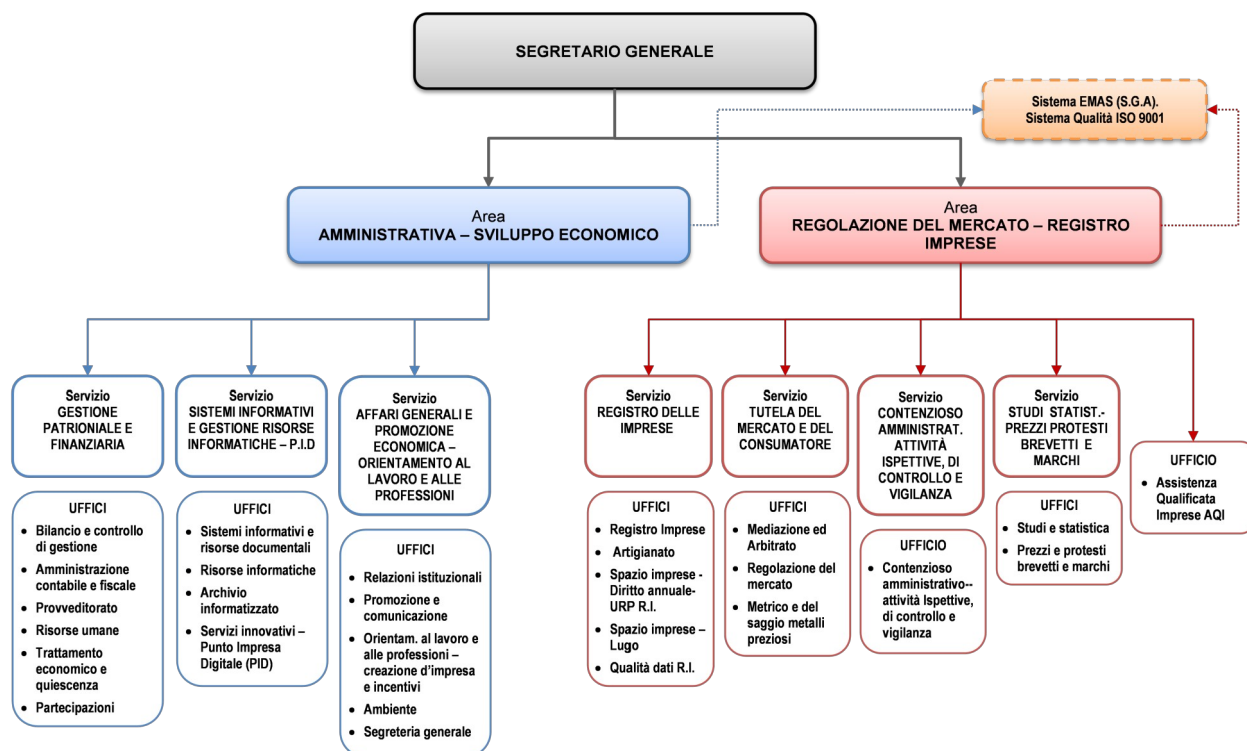 SEGRETARIO GENERALE
Sistema EMAS (S.G.A).
Sistema Qualità ISO 9001
Area
AMMINISTRATIVA – SVILUPPO ECONOMICO
Area
REGOLAZIONE DEL MERCATO – REGISTRO
IMPRESE
Servizio
GESTIONE
PATRIONIALE E
FINANZIARIA
UFFICI
• Bilancio e controllo
di gestione
• Amministrazione
contabile e fiscale
• Provveditorato
• Risorse umane
• Trattamento
economico e
quiescenza
• Partecipazioni
Servizio
SISTEMI INFORMATIVI
E GESTIONE RISORSE
INFORMATICHE – P.I.D
UFFICI
• Sistemi informativi e
risorse documentali
• Risorse informatiche
• Archivio
informatizzato
• Servizi innovativi –
Punto Impresa
Digitale (PID)
Servizio
AFFARI GENERALI E
PROMOZIONE
ECONOMICA –
ORIENTAMENTO AL
LAVORO E ALLE
PROFESSIONI
UFFICI
• Relazioni istituzionali
• Promozione e
comunicazione
• Orientam. al lavoro e
alle professioni –
creazione d’impresa
e incentivi
• Ambiente
• Segreteria generale
Servizio
REGISTRO DELLE
IMPRESE
UFFICI
• Registro Imprese
• Artigianato
• Spazio imprese -
Diritto annuale-
URP R.I.
• Spazio imprese –
Lugo
• Qualità dati R.I.
Servizio
TUTELA DEL
MERCATO E DEL
CONSUMATORE
UFFICI
• Mediazione ed
Arbitrato
• Regolazione del
mercato
• Metrico e del
saggio metalli
preziosi
Servizio
CONTENZIOSO
AMMINISTRAT.
ATTIVITÀ
ISPETTIVE, DI
CONTROLLO E
VIGILANZA
UFFICIO
• Contenzioso
amministrativo--
attività Ispettive,
di controllo e
vigilanza
Servizio
STUDI STATIST.-
PREZZI PROTESTI
BREVETTI E
MARCHI
UFFICI
• Studi e statistica
• Prezzi e protesti
brevetti e marchi
UFFICIO
• Assistenza
Qualificata
Imprese AQI